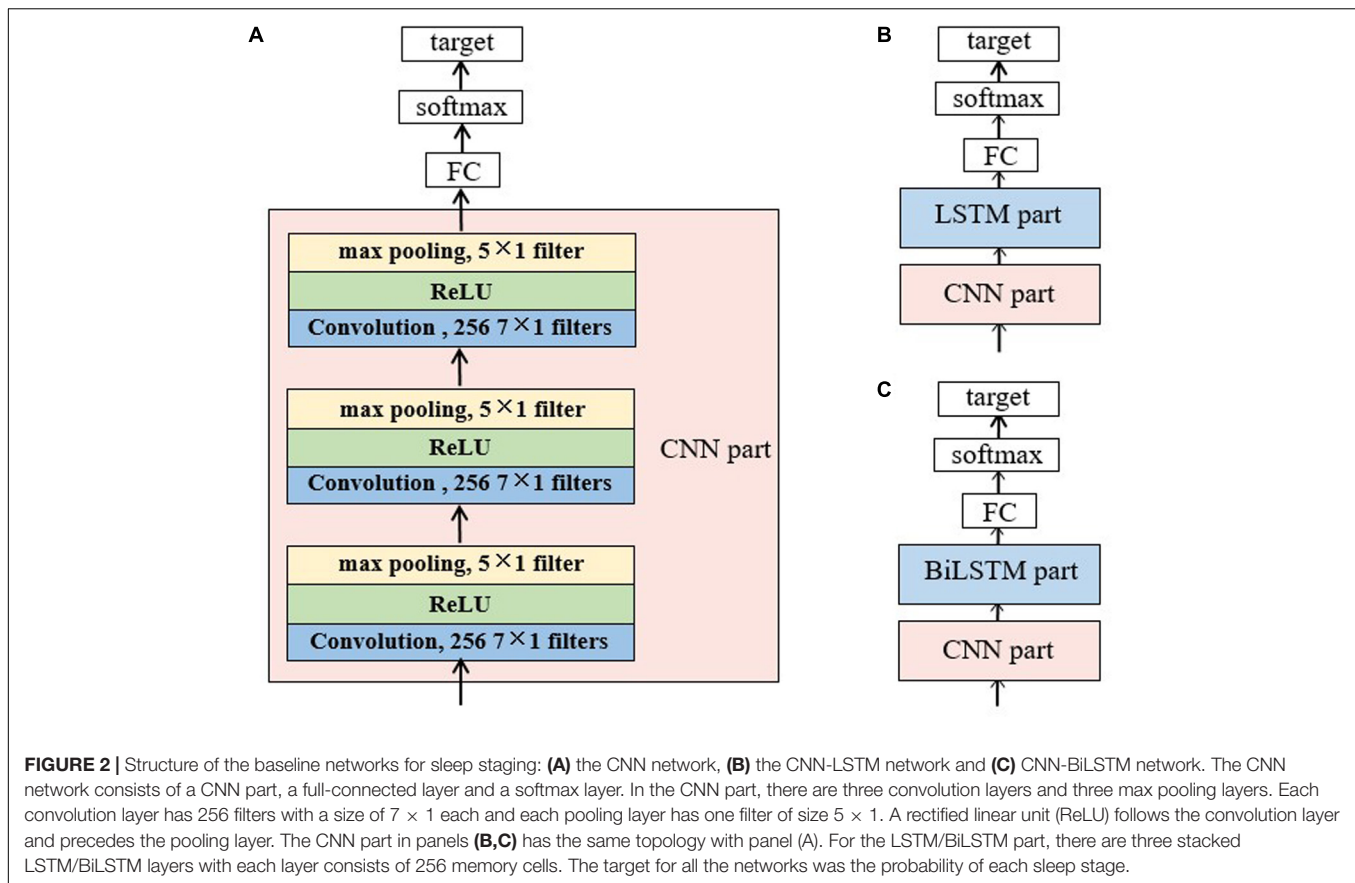 A
target
softmax
FC
max pooling, 5×1 filter
ReLU
Convolution , 256 7×1 filters
max pooling, 5×1 filter
ReLU
Convolution , 256 7×1 filters
max pooling, 5×1 filter
ReLU
Convolution, 256 7×1 filters
CNN part
B
target
softmax
FC
LSTM part
CNN part
C
target
softmax
FC
BiLSTM part
CNN part
FIGURE 2 | Structure of the baseline networks for sleep staging: (A) the CNN network, (B) the CNN-LSTM network and (C) CNN-BiLSTM network. The CNN
network consists of a CNN part, a full-connected layer and a softmax layer. In the CNN part, there are three convolution layers and three max pooling layers. Each
convolution layer has 256 filters with a size of 7 × 1 each and each pooling layer has one filter of size 5 × 1. A rectified linear unit (ReLU) follows the convolution layer
and precedes the pooling layer. The CNN part in panels (B,C) has the same topology with panel (A). For the LSTM/BiLSTM part, there are three stacked
LSTM/BiLSTM layers with each layer consists of 256 memory cells. The target for all the networks was the probability of each sleep stage.